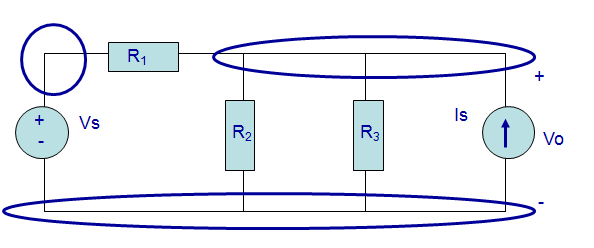 R1
+
Is
+
-
Vs
R2
R3
Vo
-